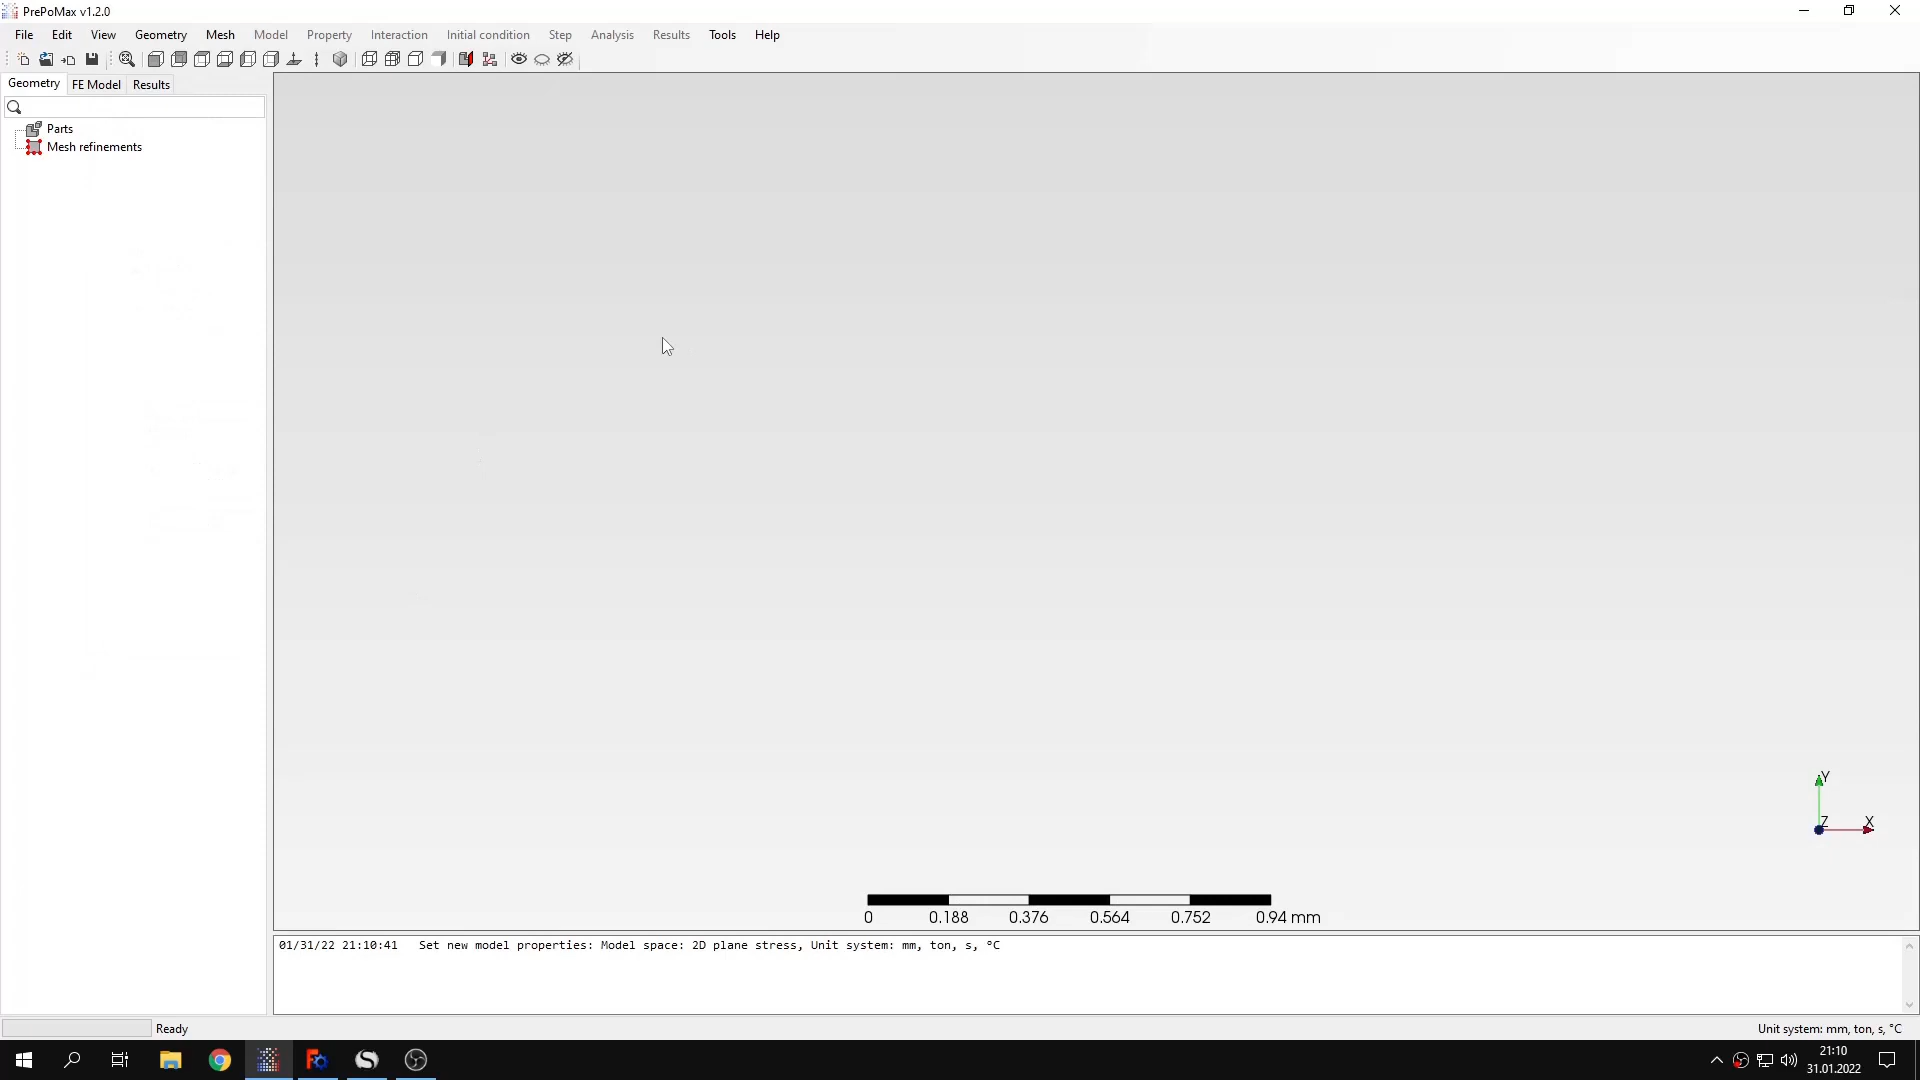 PrePoMax v1.2.0
File Edit View Geometry Mesh Model Property Interaction Initial condition Step Analysis Results Tools Help
Geometry FE Model Results
Parts
Mesh refinements
Y
Z X
0 0.188 0.376 0.564 0.752 0.94 mm
01/31/22 21:10:41 Set new model properties: Model space: 2D plane stress, Unit system: mm, ton, s, °C
Ready Unit system: mm, ton, s, °C
21:10
31.01.2022